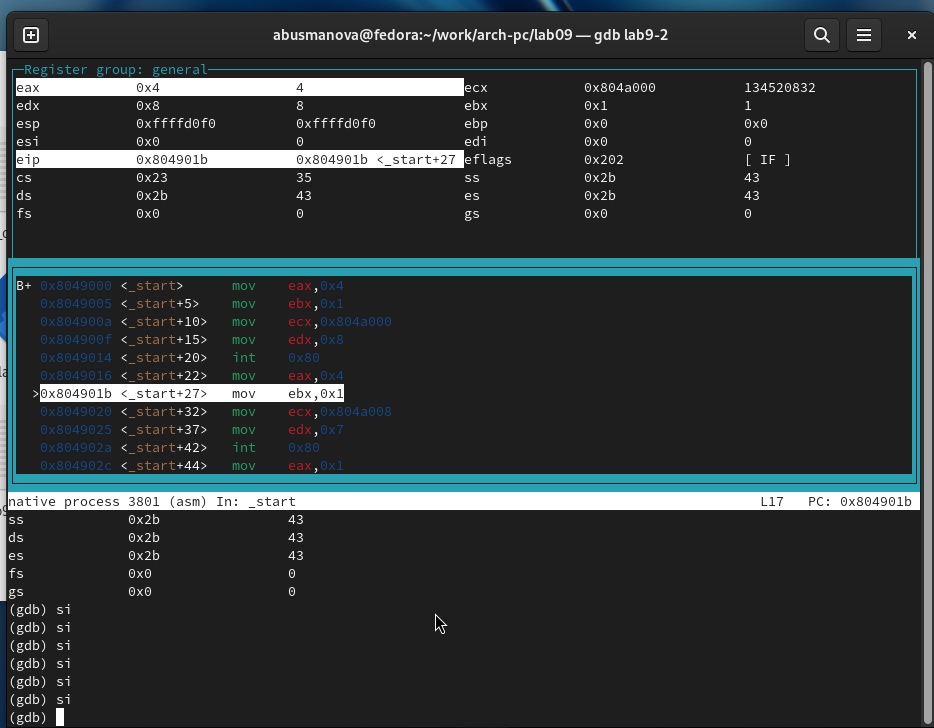 abusmanova@fedora:~/work/arch-pc/lab09 — gdb lab9-2
Register group: general
eax 0x4 4 ecx 0x804a000 134520832
edx 0x8 8 ebx 0x1 1
esp 0xffffd0f0 0xffffd0f0 ebp 0x0 0x0
esi 0x0 0 edi 0x0 0
eip 0x804901b 0x804901b <_start+27 eflags 0x202 [ IF ]
cs 0x23 35 ss 0x2b 43
ds 0x2b 43 es 0x2b 43
fs 0x0 0 gs 0x0 0
B+ 0x8049000 <_start> mov eax,0x4
0x8049005 <_start+5> mov ebx,0x1
0x804900a <_start+10> mov ecx,0x804a000
0x804900f <_start+15> mov edx,0x8
0x8049014 <_start+20> int 0x80
0x8049016 <_start+22> mov eax,0x4
>0x804901b <_start+27> mov ebx,0x1
0x8049020 <_start+32> mov ecx,0x804a008
0x8049025 <_start+37> mov edx,0x7
0x804902a <_start+42> int 0x80
0x804902c <_start+44> mov eax,0x1
native process 3801 (asm) In: _start L17 PC: 0x804901b
ss 0x2b 43
ds 0x2b 43
es 0x2b 43
fs 0x0 0
gs 0x0 0
(gdb) si
(gdb) si
(gdb) si
(gdb) si
(gdb) si
(gdb) si
(gdb)